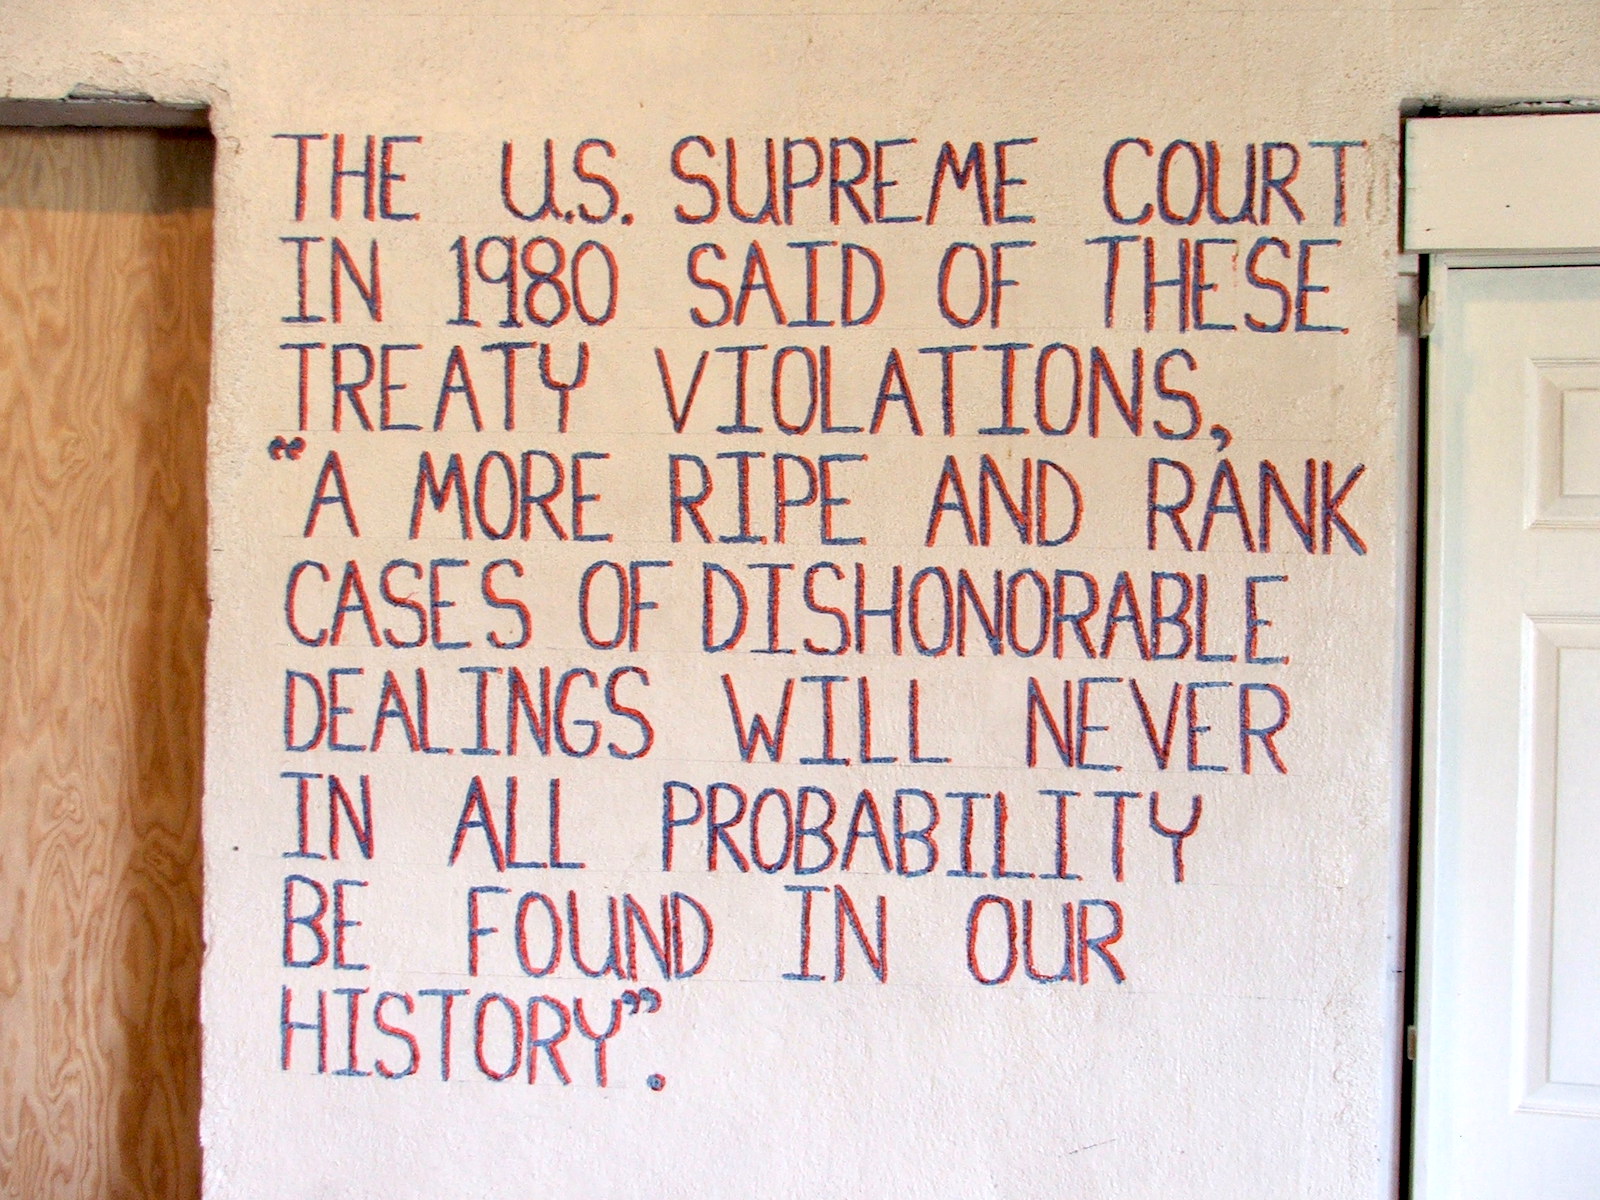 THE U.S. SUPREME COURT
IN 1980 SAID OF THESE
TREATY VIOLATIONS,
“A MORE RIPE AND RANK
CASES OF DISHONORABLE
DEALINGS WILL NEVER
IN ALL PROBABILITY
BE FOUND IN OUR
HISTORY”.